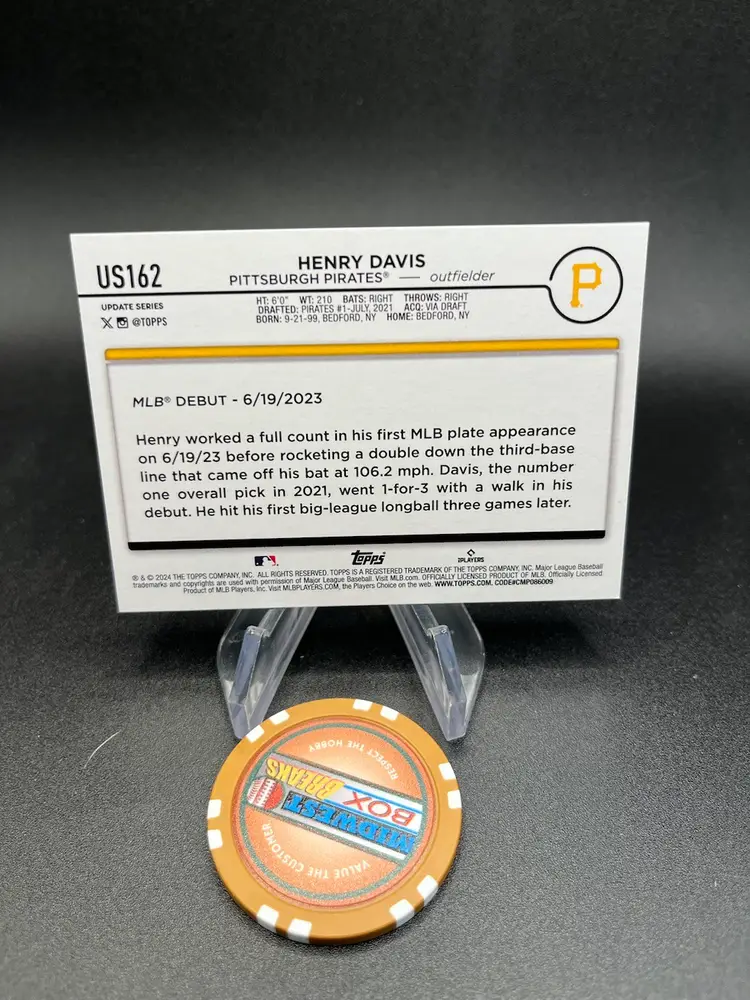 US162
HENRY DAVIS
PITTSBURGH PIRATES® — outfielder
P
UPDATE SERIES
X @TOPPS
HT: 6'0" WT: 210 BATS: RIGHT THROWS: RIGHT
DRAFTED: PIRATES #1-JULY, 2021 ACQ: VIA DRAFT
BORN: 9-21-99, BEDFORD, NY HOME: BEDFORD, NY
MLB® DEBUT - 6/19/2023
Henry worked a full count in his first MLB plate appearance
on 6/19/23 before rocketing a double down the third-base
line that came off his bat at 106.2 mph. Davis, the number
one overall pick in 2021, went 1-for-3 with a walk in his
debut. He hit his first big-league longball three games later.
Topps
PLAYERS
® & © 2024 THE TOPPS COMPANY, INC. ALL RIGHTS RESERVED. TOPPS IS A REGISTERED TRADEMARK OF THE TOPPS COMPANY, INC. Major League Baseball
trademarks and copyrights are used with permission of Major League Baseball. Visit MLB.com. OFFICIALLY LICENSED PRODUCT OF MLB. Officially Licensed
Product of MLB Players, Inc. Visit MLBPLAYERS.COM, the Players Choice on the web. WWW.TOPPS.COM. CODE#CMP086009
RESPECT THE HOBBY
MIDWEST
BOX
BREAKS
VALUE THE CUSTOMER